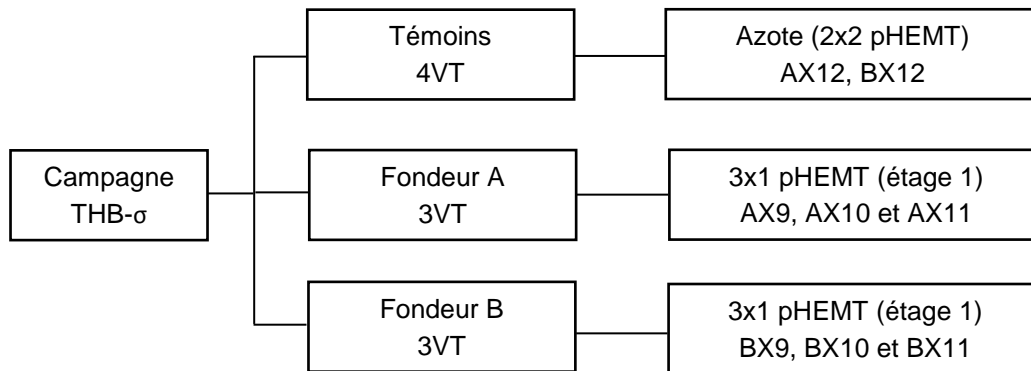 Témoins
4VT
Azote (2x2 pHEMT)
AX12, BX12
Campagne
THB-σ
Fondeur A
3VT
3x1 pHEMT (étage 1)
AX9, AX10 et AX11
Fondeur B
3VT
3x1 pHEMT (étage 1)
BX9, BX10 et BX11